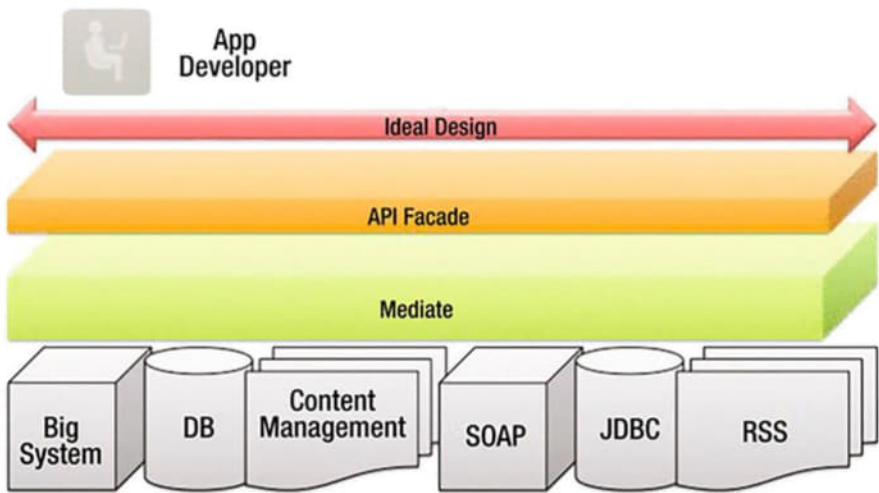 App
Developer
Ideal Design
API Facade
Mediate
Big
System
DB
Content
Management
SOAP
JDBC
RSS